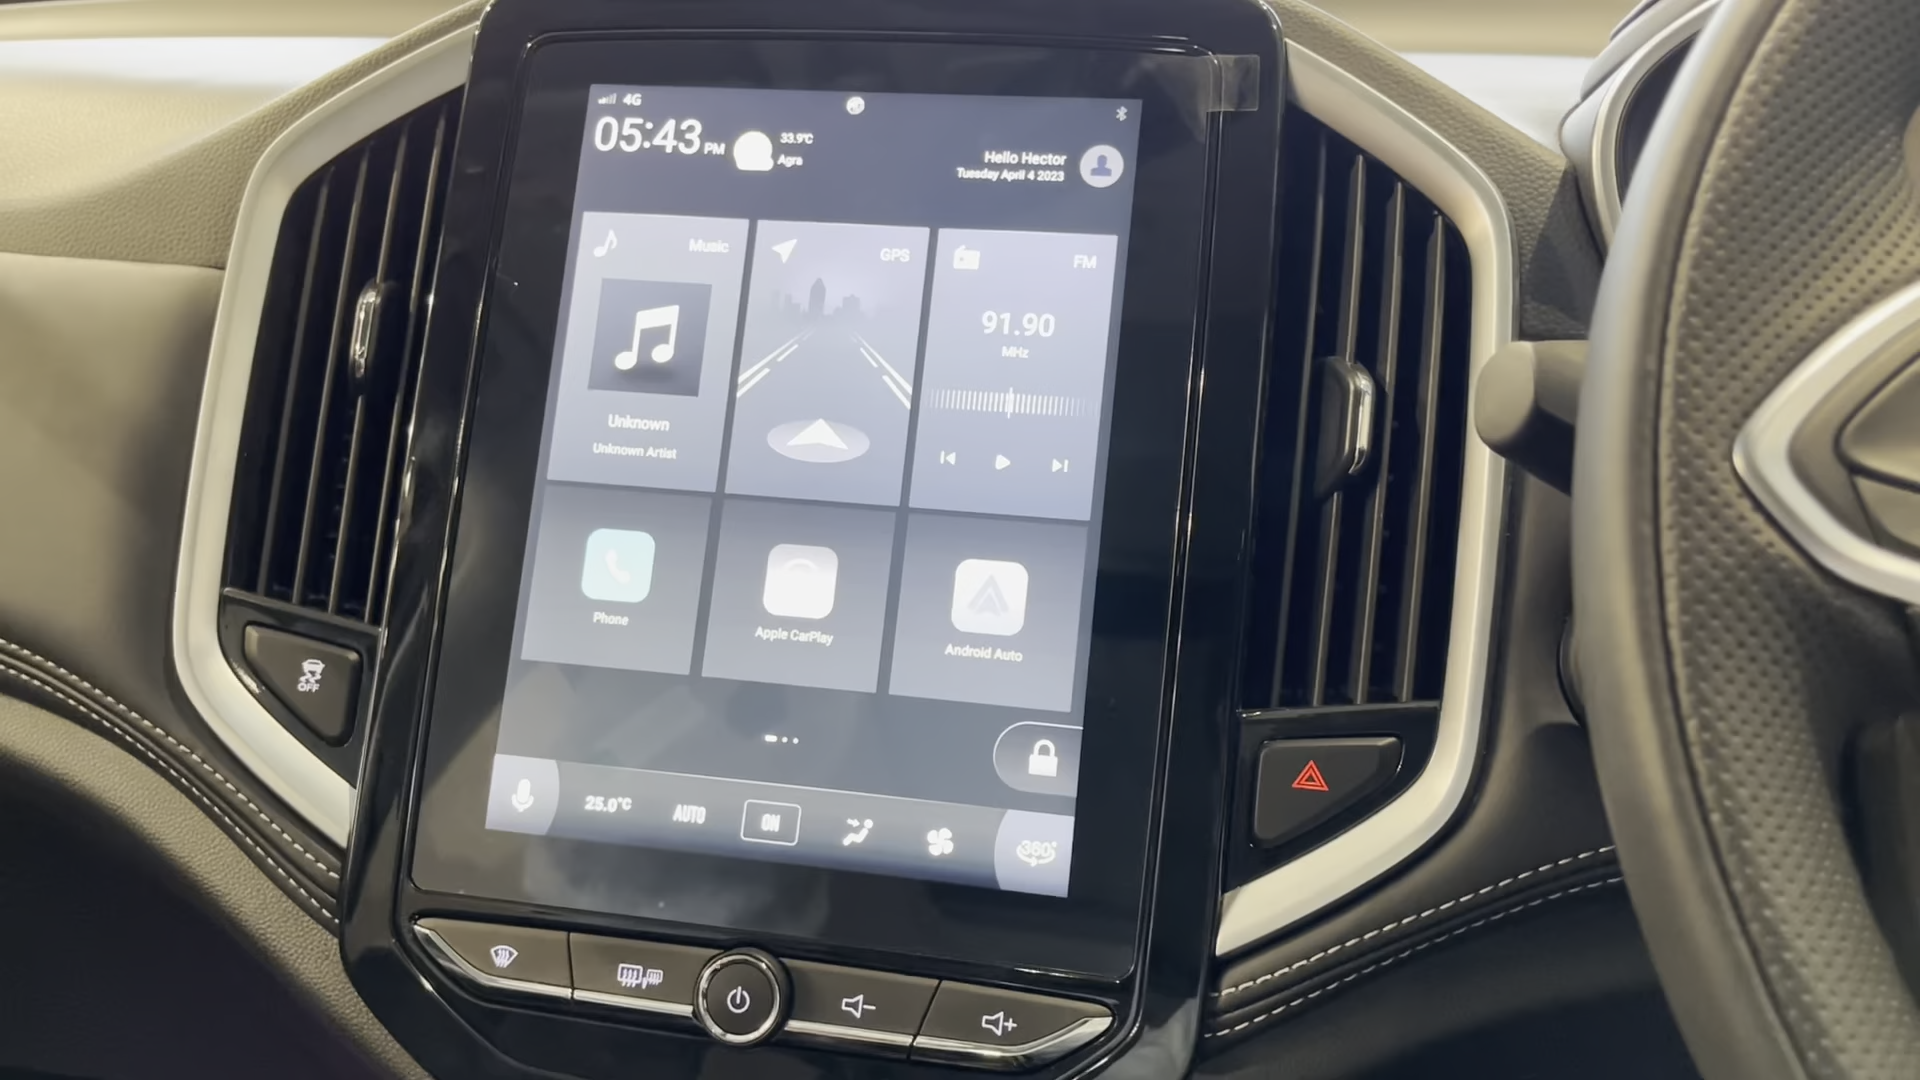 4G
05:43 PM
33.9°C
Agra
Hello Hector
Tuesday April 4 2023
Music
GPS
FM
91.90
MHz
Unknown
Unknown Artist
Phone
Apple CarPlay
Android Auto
25.0°C AUTO ON 360°
OFF